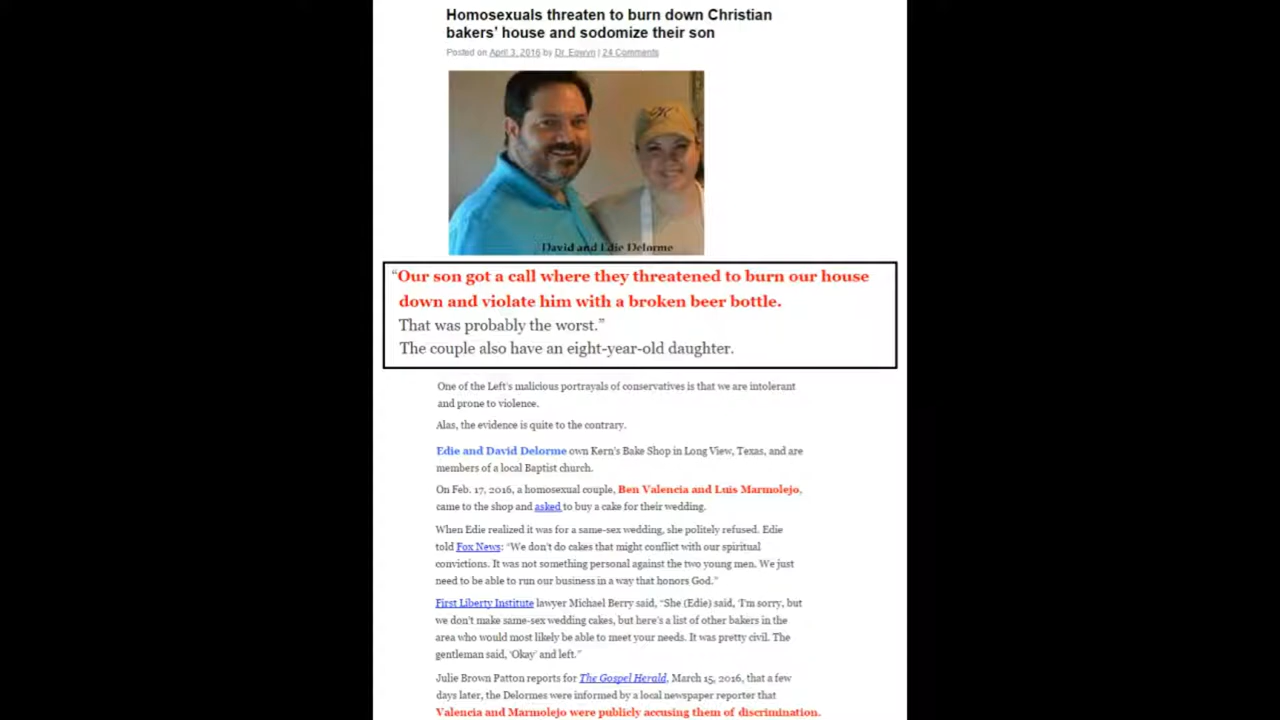 Homosexuals threaten to burn down Christian
bakers' house and sodomize their son
Posted on April 3, 2016 by Dr. Eowyn | 24 Comments
David and Edie Delorme
“Our son got a call where they threatened to burn our house
down and violate him with a broken beer bottle.
That was probably the worst.”
The couple also have an eight-year-old daughter.
One of the Left's malicious portrayals of conservatives is that we are intolerant
and prone to violence.
Alas, the evidence is quite to the contrary.
Edie and David Delorme own Kern's Bake Shop in Long View, Texas, and are
members of a local Baptist church.
On Feb. 17, 2016, a homosexual couple, Ben Valencia and Luis Marmolejo,
came to the shop and asked to buy a cake for their wedding.
When Edie realized it was for a same-sex wedding, she politely refused. Edie
told Fox News: “We don't do cakes that might conflict with our spiritual
convictions. It was not something personal against the two young men. We just
need to be able to run our business in a way that honors God.”
First Liberty Institute lawyer Michael Berry said, “She (Edie) said, ‘I'm sorry, but
we don't make same-sex wedding cakes, but here's a list of other bakers in the
area who would most likely be able to meet your needs. It was pretty civil. The
gentleman said, ‘Okay’ and left.”
Julie Brown Patton reports for The Gospel Herald, March 15, 2016, that a few
days later, the Delormes were informed by a local newspaper reporter that
Valencia and Marmolejo were publicly accusing them of discrimination.